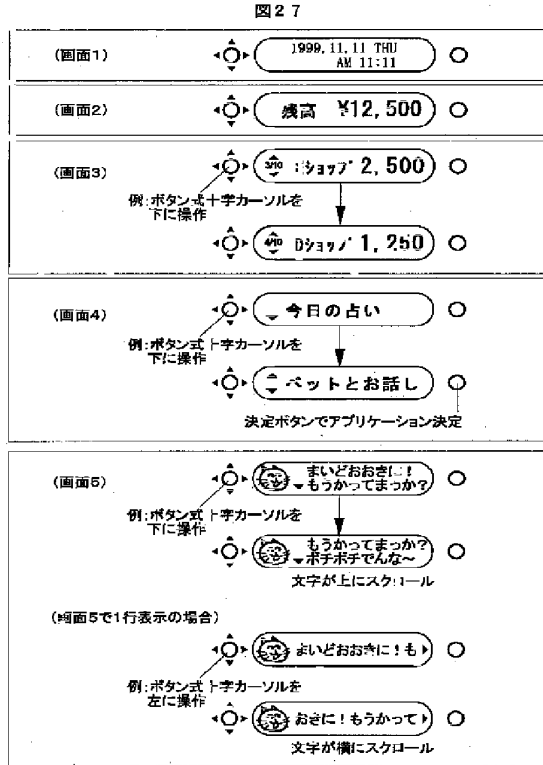 図27
(画面1)
1999.11.11 THU
AM 11:11
(画面2)
残高 ¥12,500
(画面3)
3/10
ショップ 2,500
例:ボタン式十字カーソルを
下に操作
4/10 Dショップ 1,250
(画面4)
今日の占い
例:ボタン式十字カーソルを
下に操作
ペットとお話し
決定ボタンでアプリケーション決定
(画面5)
まいどおおきに!
もうかってまっか?
例:ボタン式十字カーソルを
下に操作
もうかってまっか?
ボチボチでんな~
文字が上にスクロール
(画面5で1行表示の場合)
まいどおおきに!も
例:ボタン式十字カーソルを
左に操作
おきに!もうかって
文字が横にスクロール